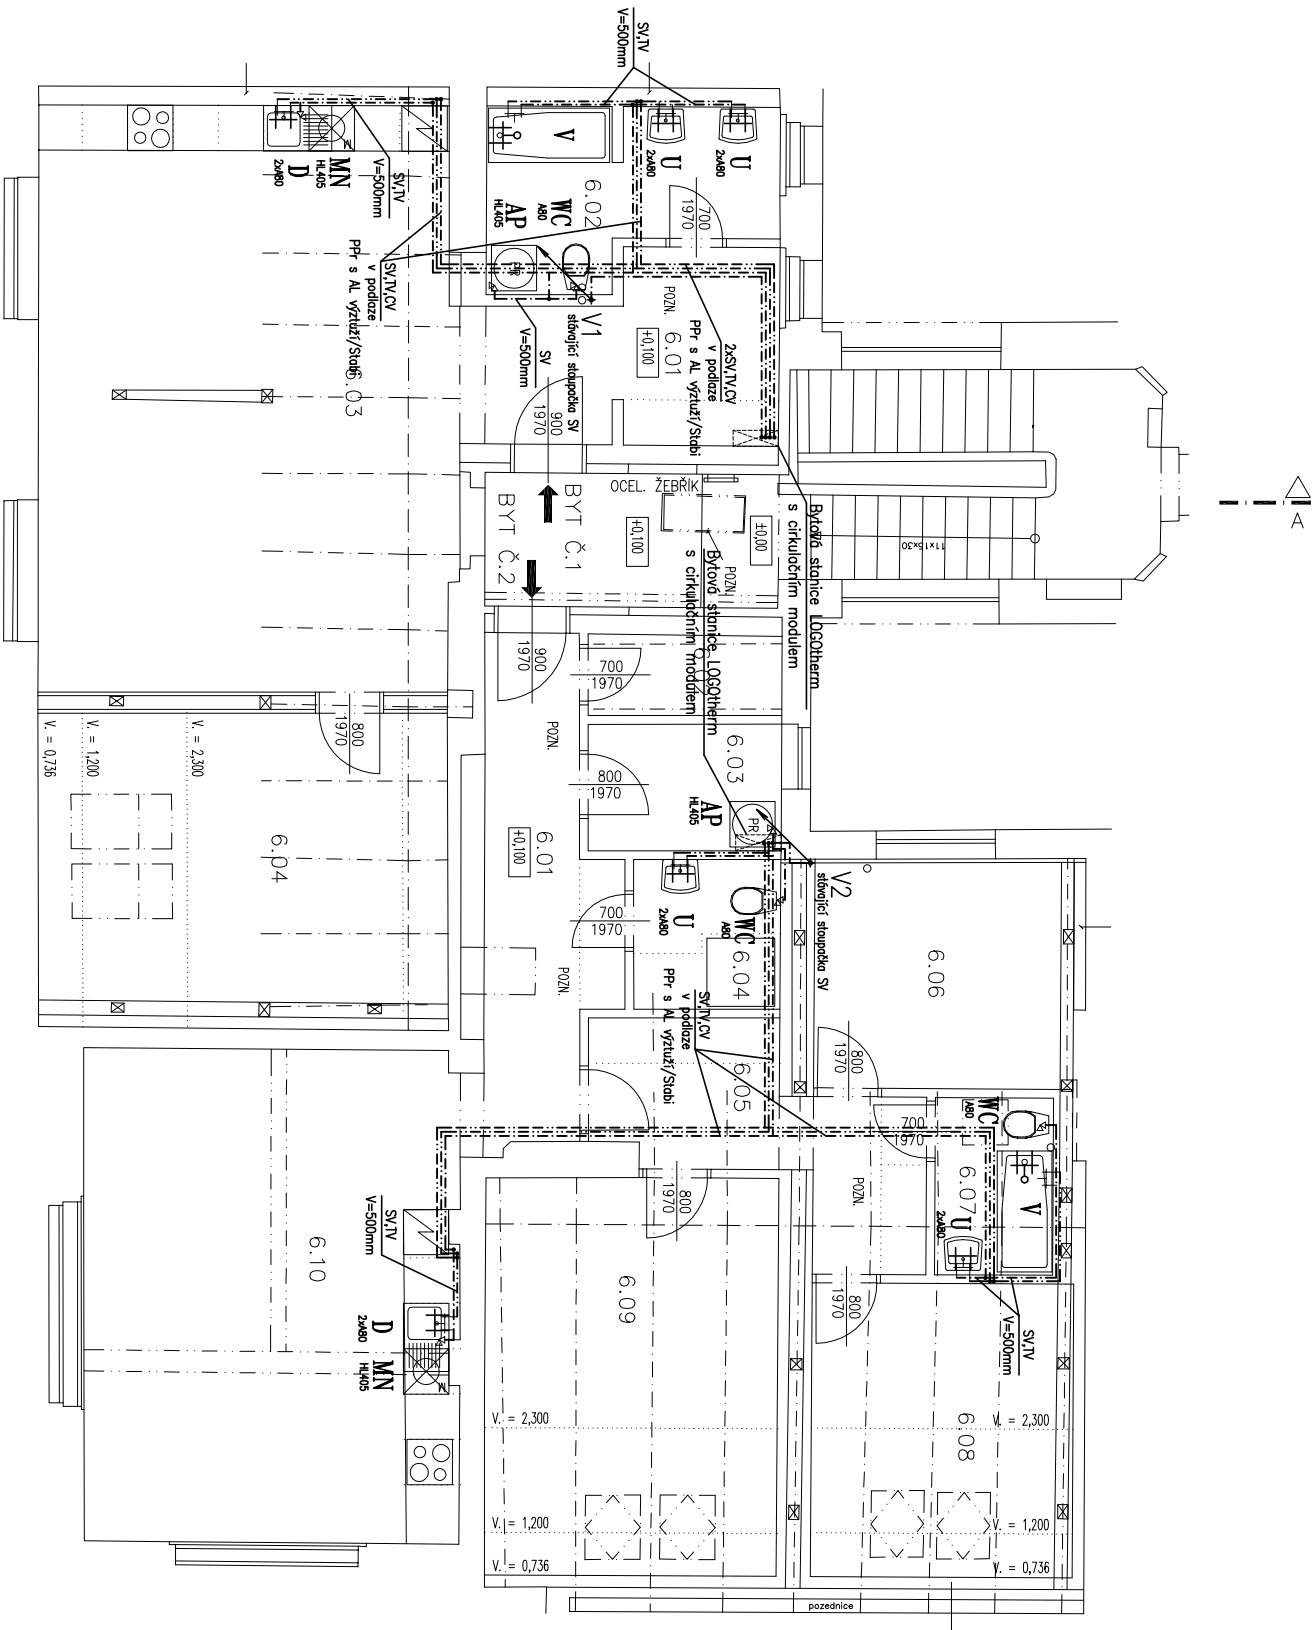 SV,TV
V=500mm
U
2xA80
U
2xA80
V
MN
HL405
D
2xA80
SV,TV
V=500mm
6.02
WC
A80
AP
HL405
PR
700
1970
SV,TV,CV
v podlaze
PPr s AL výztuží/Stabi
6.03
V1
stávající stoupačka SV
SV
V=500mm
POZN.
6.01
+0,100
2xSV,TV,CV
v podlaze
PPr s AL výztuží/Stabi
900
1970
BYT Č.1
BYT Č.2
OCEL. ŽEBŘÍK
+0,100
±0,00
POZN.
11x15x30
A
Bytová stanice LOGOtherm
s cirkulačním modulem
Bytová stanice LOGOtherm
s cirkulačním modulem
900
1970
700
1970
800
1970
V. = 2,300
V. = 1,200
V. = 0,736
6.04
POZN.
800
1970
6.03
AP
HL405
PR
6.01
+0,100
700
1970
U
2xA80
WC
A80
6.04
V2
stávající stoupačka SV
6.06
POZN.
SV,TV,CV
v podlaze
PPr s AL výztuží/Stabi
6.05
800
1970
700
1970
WC
A80
6.07
V
U
2xA80
POZN.
800
1970
800
1970
SV,TV
V=500mm
SV,TV
V=500mm
6.10
D
2xA80
MN
HL405
6.09
6.08
V. = 2,300
V. = 2,300
V. = 1,200
V. = 1,200
V. = 0,736
V. = 0,736
pozednice